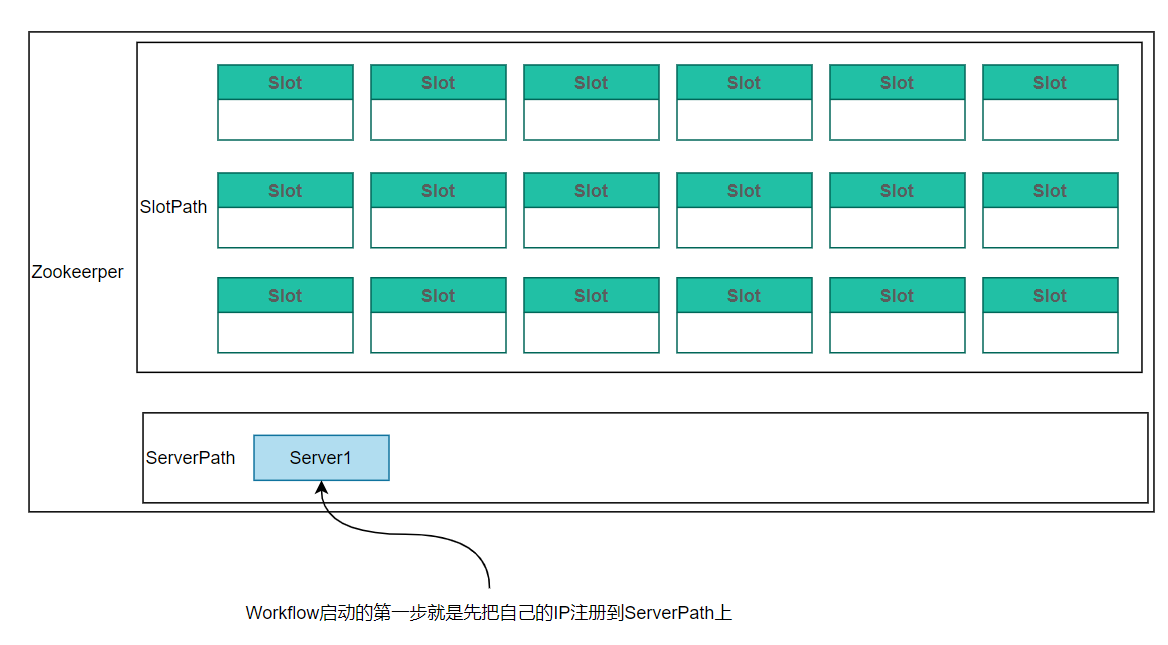 Slot Slot Slot Slot Slot Slot
SlotPath
Slot Slot Slot Slot Slot Slot
Zookeerper
Slot Slot Slot Slot Slot Slot
ServerPath
Server1
Workflow启动的第一步就是先把自己的IP注册到ServerPath上